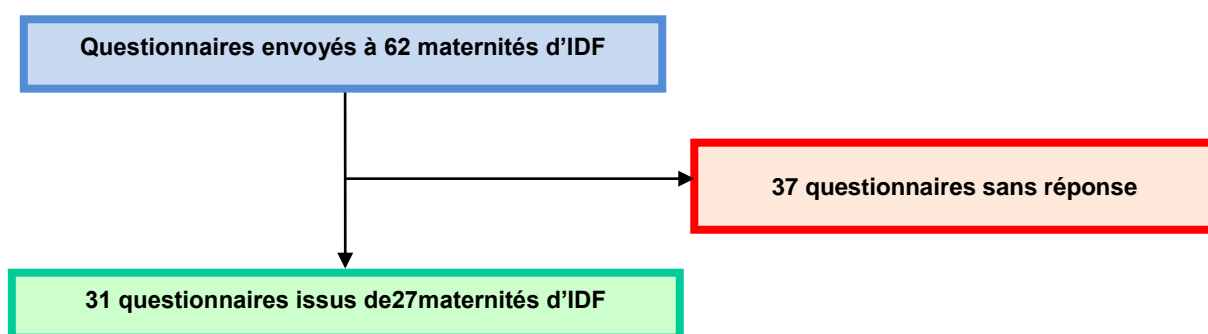 Questionnaires envoyés à 62 maternités d’IDF
37 questionnaires sans réponse
31 questionnaires issus de27maternités d’IDF